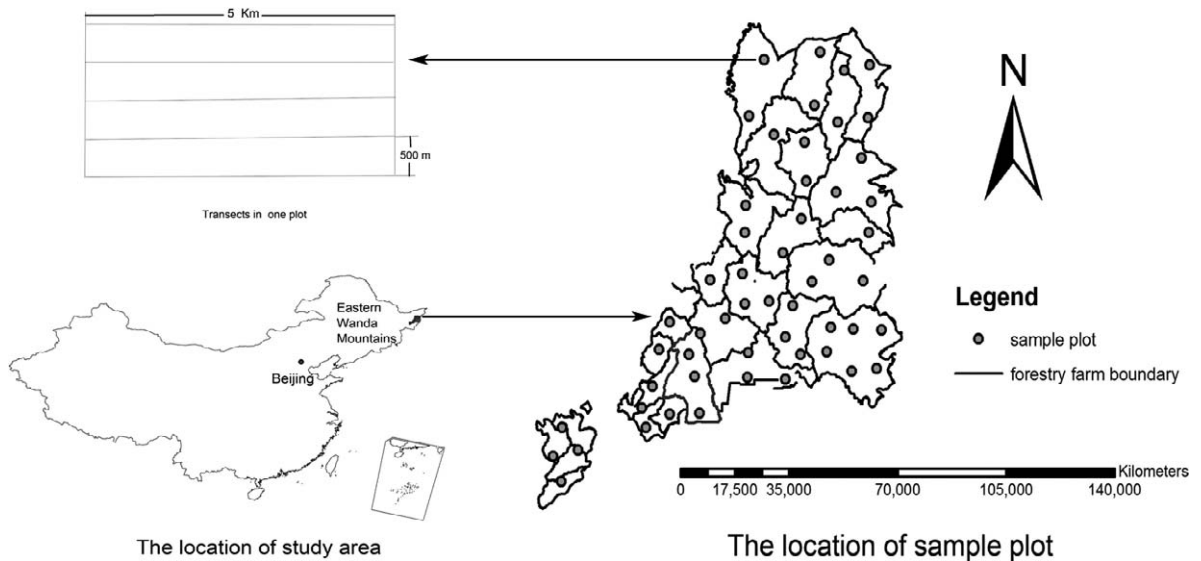 5 Km
500 m
Transects in one plot
N
Eastern
Wanda
Mountains
Beijing
Legend
sample plot
forestry farm boundary
Kilometers
0 17,500 35,000 70,000 105,000 140,000
The location of study area
The location of sample plot